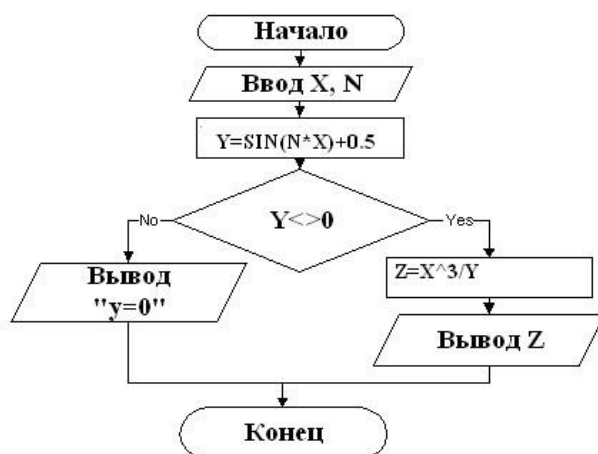 Начало
Ввод X, N
Y=SIN(N*X)+0.5
Y<>0
No
Yes
Вывод
"y=0"
Z=X^3/Y
Вывод Z
Конец